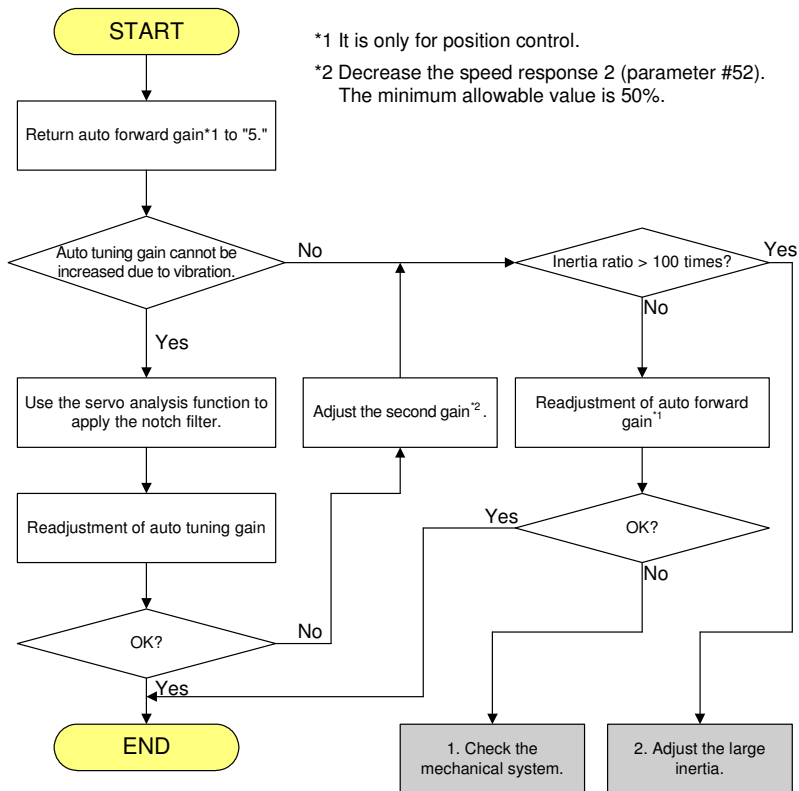 START
*1 It is only for position control.
*2 Decrease the speed response 2 (parameter #52).
The minimum allowable value is 50%.
Return auto forward gain*1 to "5."
Auto tuning gain cannot be
increased due to vibration.
No
Inertia ratio > 100 times?
Yes
No
Yes
Use the servo analysis function to
apply the notch filter.
Adjust the second gain*2.
Readjustment of auto forward
gain*1
Readjustment of auto tuning gain
Yes
OK?
No
OK?
No
Yes
END
1. Check the
mechanical system.
2. Adjust the large
inertia.